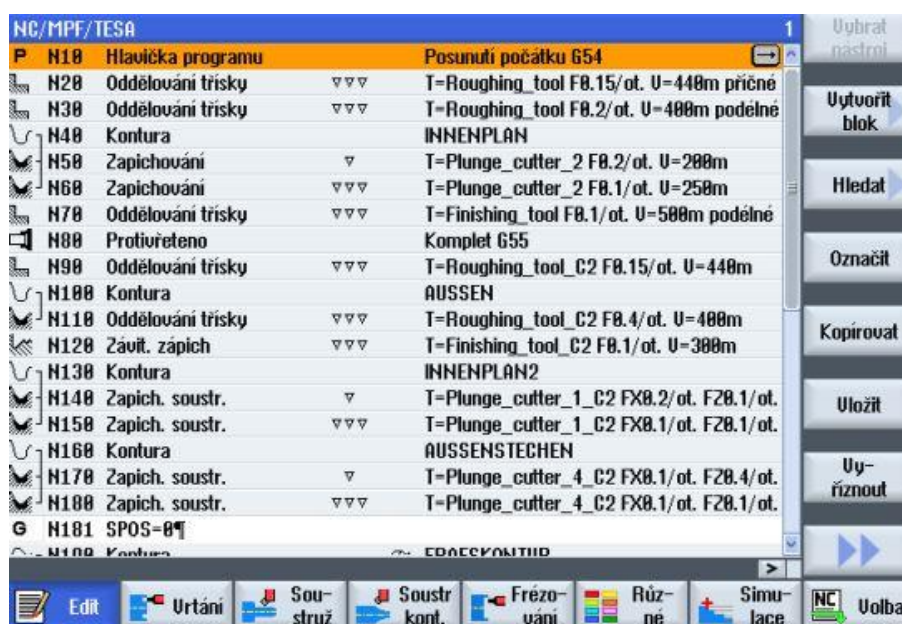 NC/MPF/TESA 1
P N10 Hlavička programu Posunutí počátku G54
N20 Oddělování třísky ▽▽▽ T=Roughing_tool F0.15/ot. V=440m příčné
N30 Oddělování třísky ▽▽▽ T=Roughing_tool F0.2/ot. V=400m podélné
N40 Kontura INNENPLAN
N50 Zapichování ▽ T=Plunge_cutter_2 F0.2/ot. V=200m
N60 Zapichování ▽▽▽ T=Plunge_cutter_2 F0.1/ot. V=250m
N70 Oddělování třísky ▽▽▽ T=Finishing_tool F0.1/ot. V=500m podélné
N80 Protivřeteno Komplet G55
N90 Oddělování třísky ▽▽▽ T=Roughing_tool_C2 F0.15/ot. V=440m
N100 Kontura AUSSEN
N110 Oddělování třísky ▽▽▽ T=Roughing_tool_C2 F0.4/ot. V=400m
N120 Závit. zápich ▽▽▽ T=Finishing_tool_C2 F0.1/ot. V=300m
N130 Kontura INNENPLAN2
N140 Zapich. soustr. ▽ T=Plunge_cutter_1_C2 FX0.2/ot. FZ0.1/ot.
N150 Zapich. soustr. ▽▽▽ T=Plunge_cutter_1_C2 FX0.1/ot. FZ0.1/ot.
N160 Kontura AUSSENSTECHEN
N170 Zapich. soustr. ▽ T=Plunge_cutter_4_C2 FX0.1/ot. FZ0.4/ot.
N180 Zapich. soustr. ▽▽▽ T=Plunge_cutter_4_C2 FX0.1/ot. FZ0.1/ot.
G N181 SPOS=0¶
Kontura
Vybrat
nástroj
Vytvořit
blok
Hledat
Označit
Kopírovat
Vložit
Vy-
říznout
Edit
Vrtání
Sou-
struž
Soustr
kont.
Frézo-
vání
Růz-
né
Simu-
lace
NC Volba